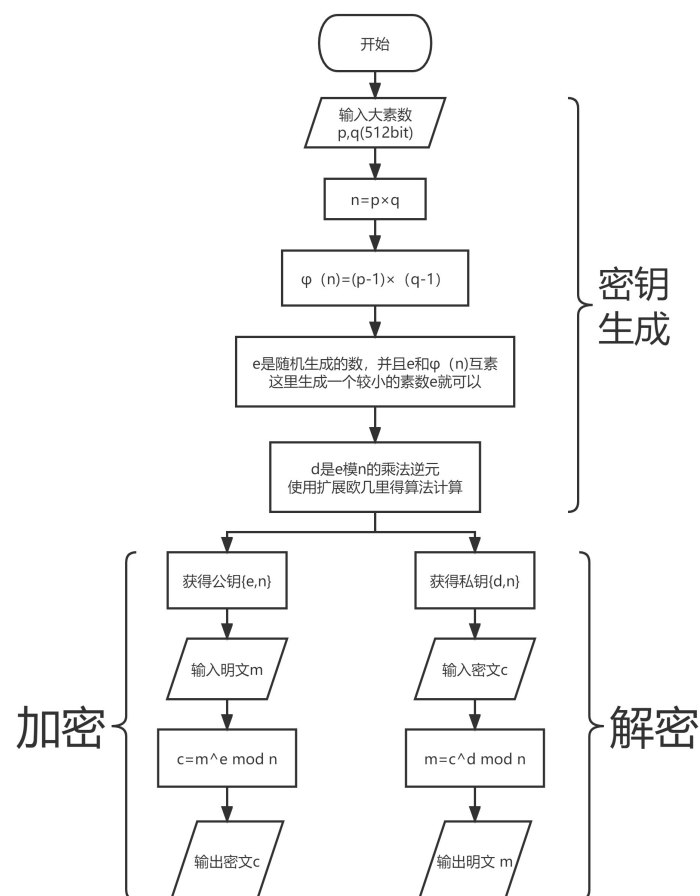 开始
输入大素数
p,q(512bit)
n=p×q
φ（n)=(p-1)×（q-1）
e是随机生成的数，并且e和φ（n)互素
这里生成一个较小的素数e就可以
d是e模n的乘法逆元
使用扩展欧几里得算法计算
密钥
生成
获得公钥{e,n}
获得私钥{d,n}
输入明文m
输入密文c
加密
解密
c=m^e mod n
m=c^d mod n
输出密文c
输出明文 m